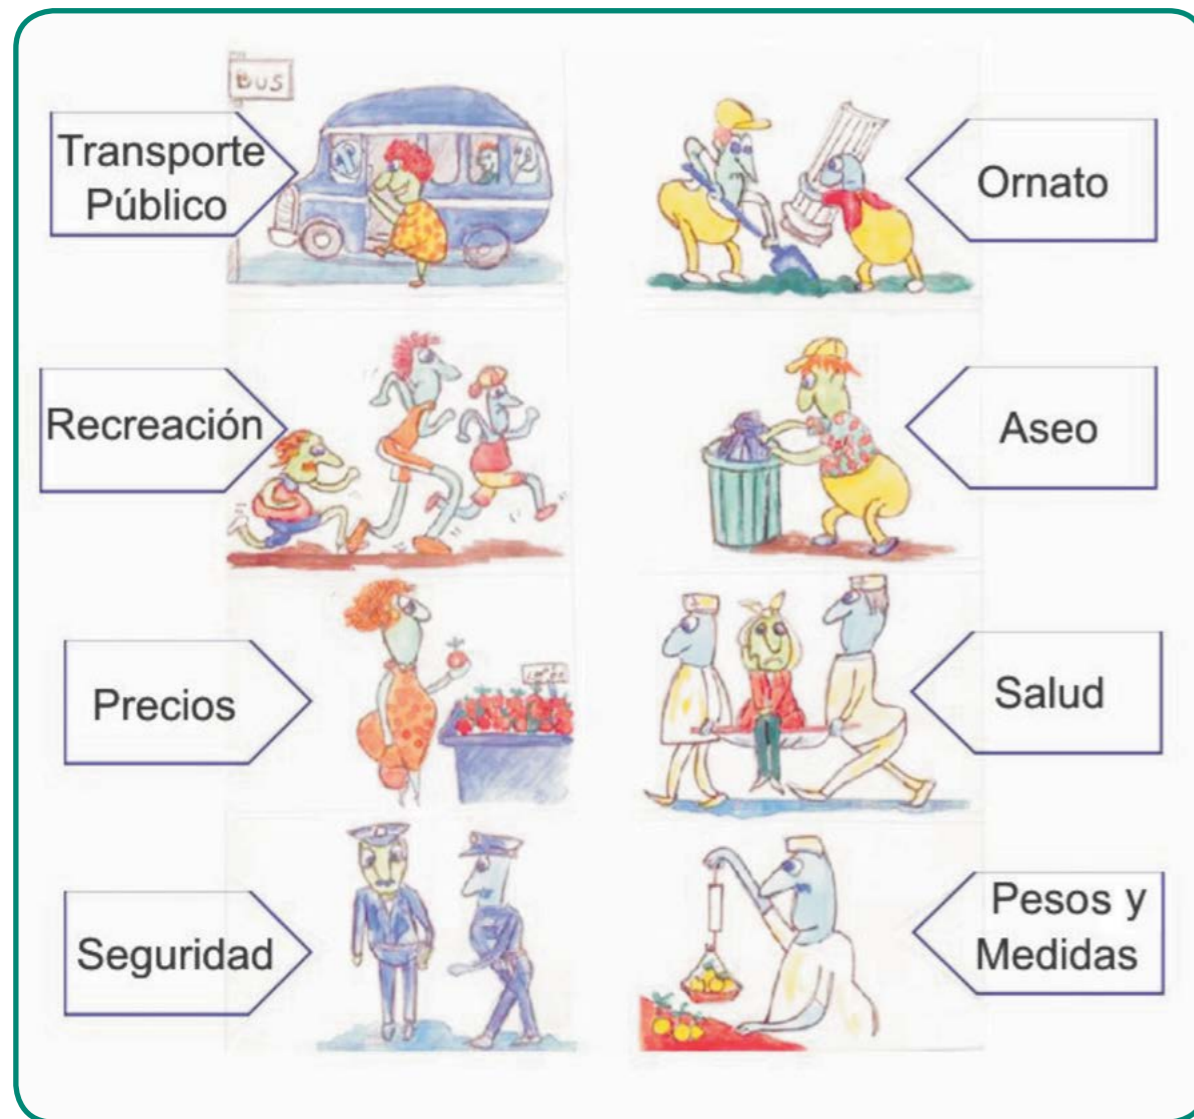 BUS
Transporte
Público
Ornato
Recreación
Aseo
Precios
Salud
Seguridad
Pesos y
Medidas